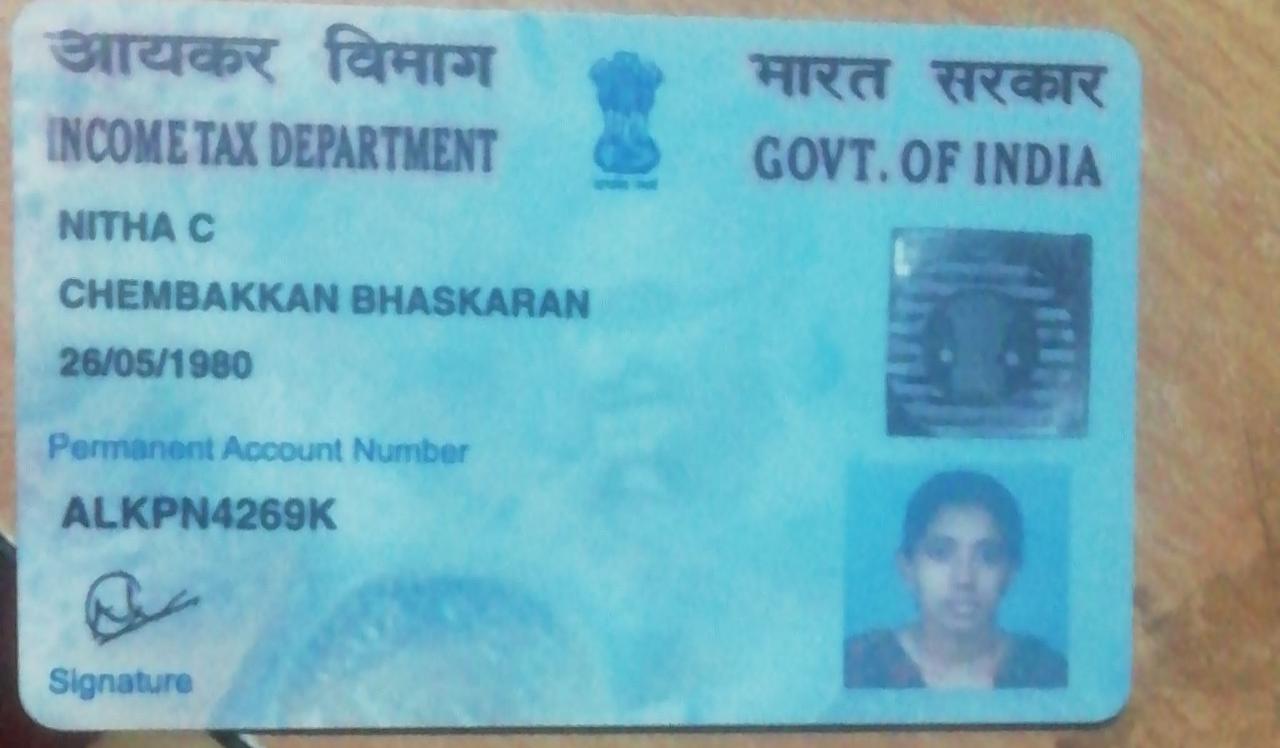 आयकर विभाग
भारत सरकार
INCOME TAX DEPARTMENT
GOVT. OF INDIA
NITHA C
CHEMBAKKAN BHASKARAN
26/05/1980
Permanent Account Number
ALKPN4269K
Signature